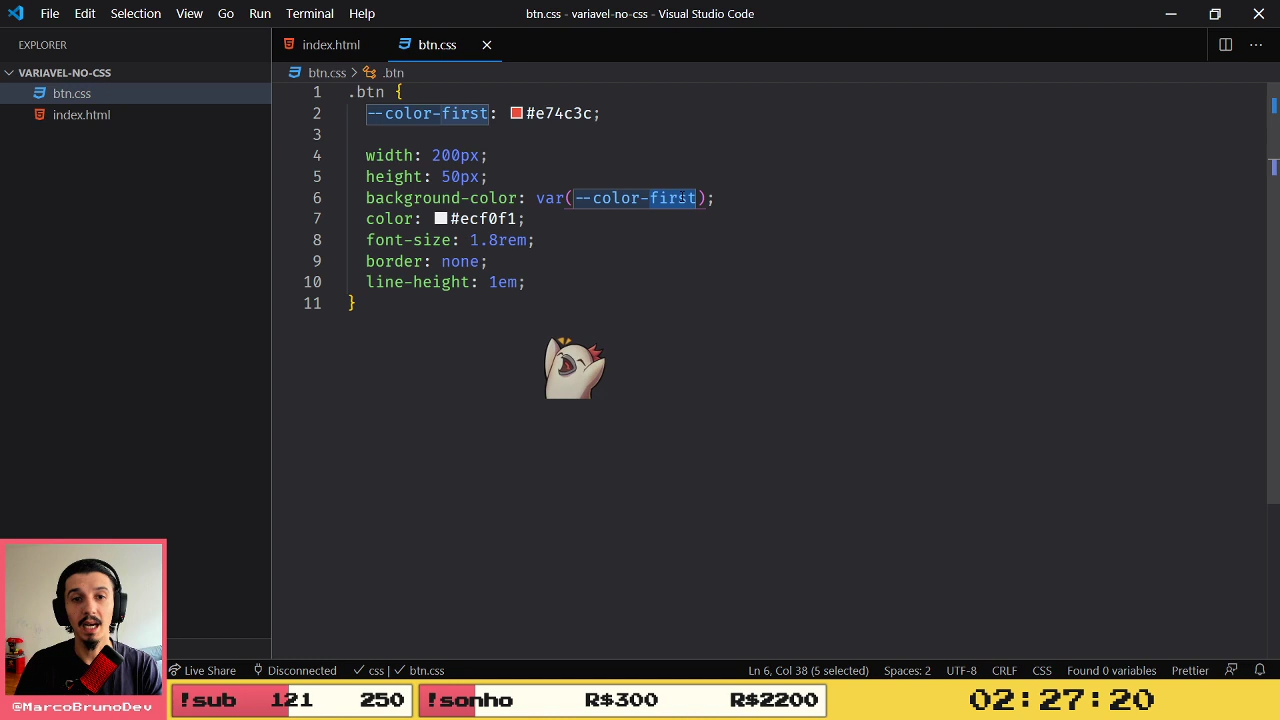 File Edit Selection View Go Run Terminal Help
btn.css - variavel-no-css - Visual Studio Code
EXPLORER
index.html
btn.css
VARIAVEL-NO-CSS
btn.css
index.html
btn.css > .btn
1 .btn {
2 --color-first: #e74c3c;
3
4 width: 200px;
5 height: 50px;
6 background-color: var(--color-first);
7 color: #ecf0f1;
8 font-size: 1.8rem;
9 border: none;
10 line-height: 1em;
11 }
Live Share Disconnected css | btn.css Ln 6, Col 38 (5 selected) Spaces: 2 UTF-8 CRLF CSS Found 0 variables Prettier
!sub 121 250 !sonho R$300 R$2200 02:27:20
@MarcoBrunoDev